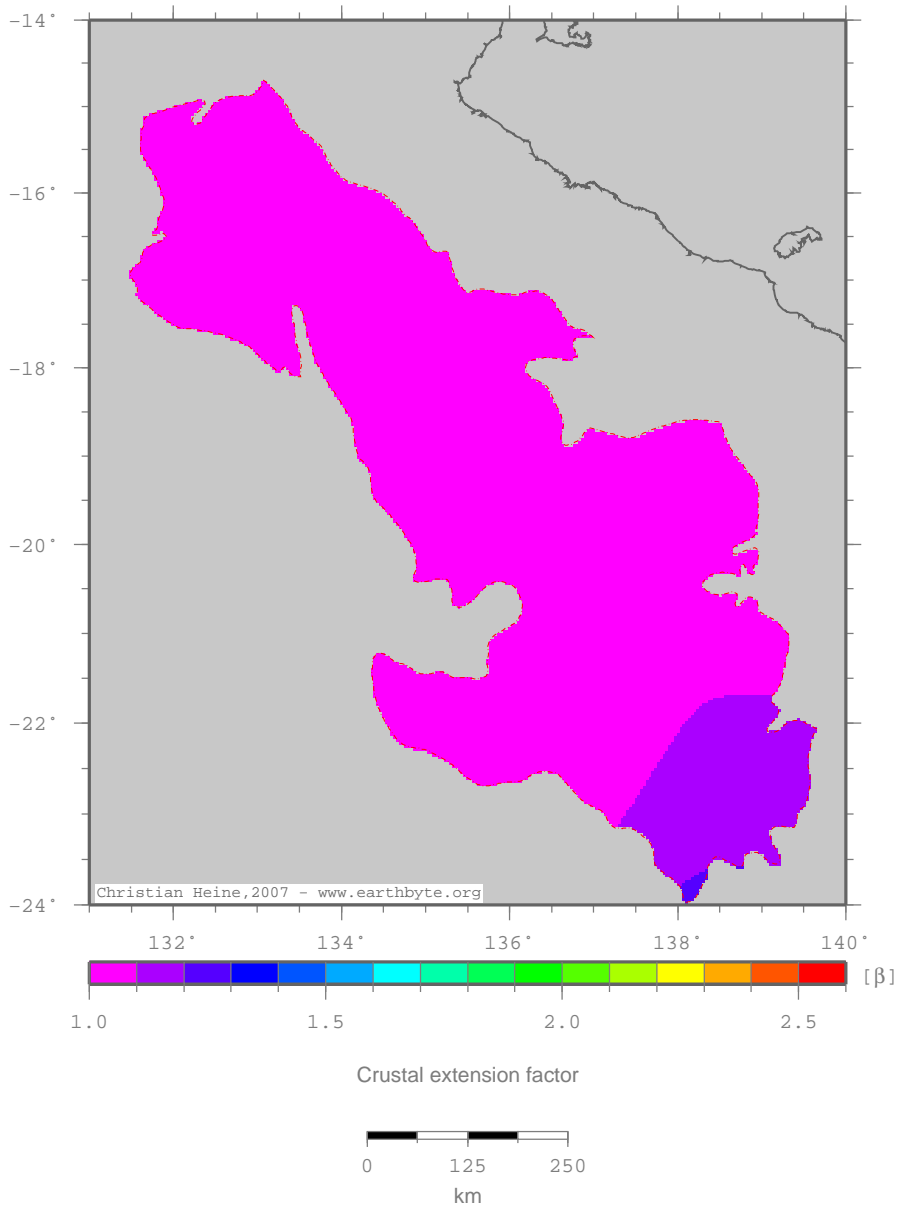 −14°
−16°
−18°
−20°
−22°
−24°
Christian Heine,2007 - www.earthbyte.org
132° 134° 136° 138° 140°
[β]
1.0 1.5 2.0 2.5
Crustal extension factor
0 125 250
km